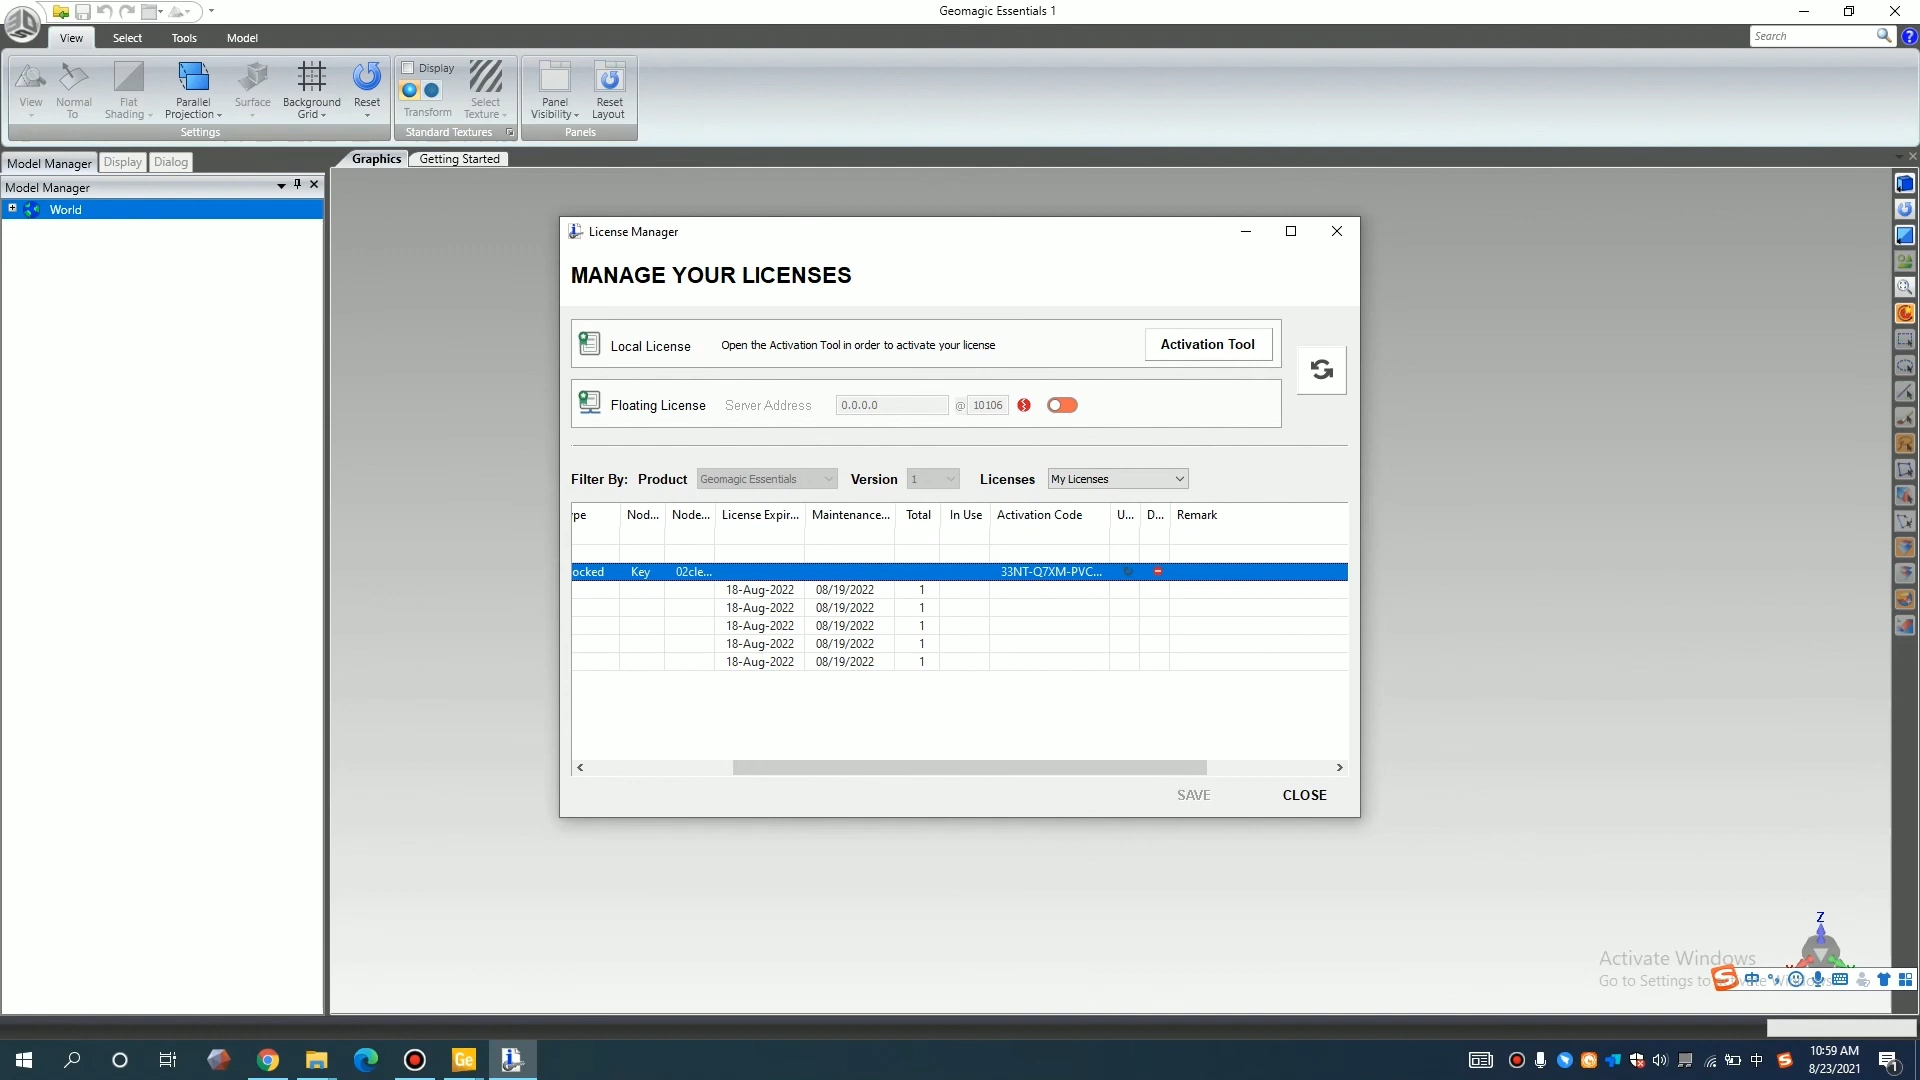 Geomagic Essentials 1
View Select Tools Model
Search
View
Normal To
Flat Shading
Parallel Projection
Surface
Background Grid
Reset
Settings
Display
Transform
Select Texture
Standard Textures
Panel Visibility
Reset Layout
Panels
Model Manager Display Dialog
Graphics Getting Started
Model Manager
World
License Manager
MANAGE YOUR LICENSES
Local License Open the Activation Tool in order to activate your license Activation Tool
Floating License Server Address 0.0.0.0 @ 10106
Filter By: Product Geomagic Essentials Version 1 Licenses My Licenses
pe Nod... Node... License Expir... Maintenance... Total In Use Activation Code U... D... Remark
ocked Key 02cle... 33NT-Q7XM-PVC...
18-Aug-2022 08/19/2022 1
18-Aug-2022 08/19/2022 1
18-Aug-2022 08/19/2022 1
18-Aug-2022 08/19/2022 1
18-Aug-2022 08/19/2022 1
SAVE CLOSE
Z
Activate Windows
Go to Settings to
中
Ge
中
10:59 AM
8/23/2021
1